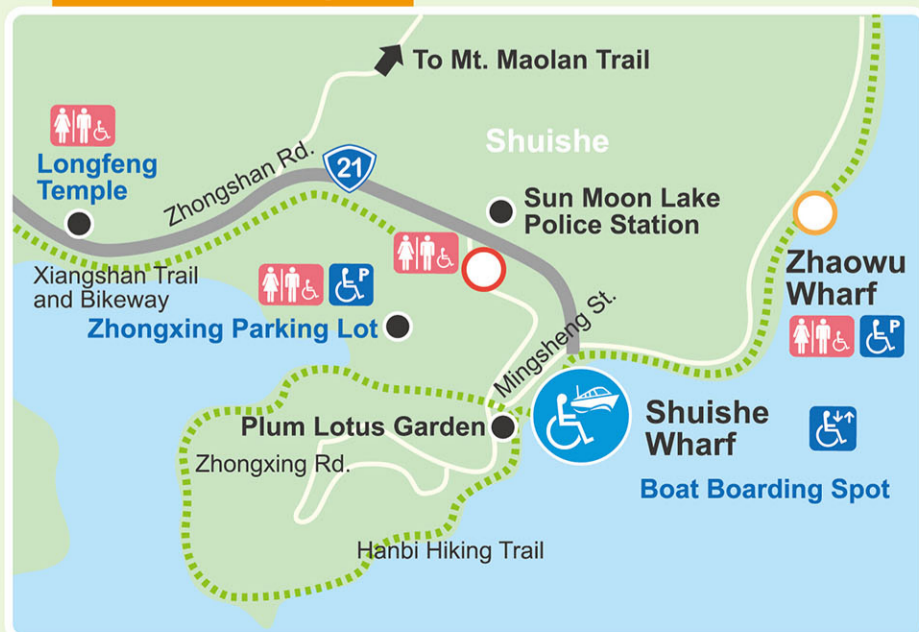 To Mt. Maolan Trail
Shuishe
Longfeng
Temple
Zhongshan Rd.
21
Sun Moon Lake
Police Station
Xiangshan Trail
and Bikeway
P
Zhongxing Parking Lot
Mingsheng St.
Zhaowu
Wharf
P
Plum Lotus Garden
Zhongxing Rd.
Shuishe
Wharf
Boat Boarding Spot
Hanbi Hiking Trail